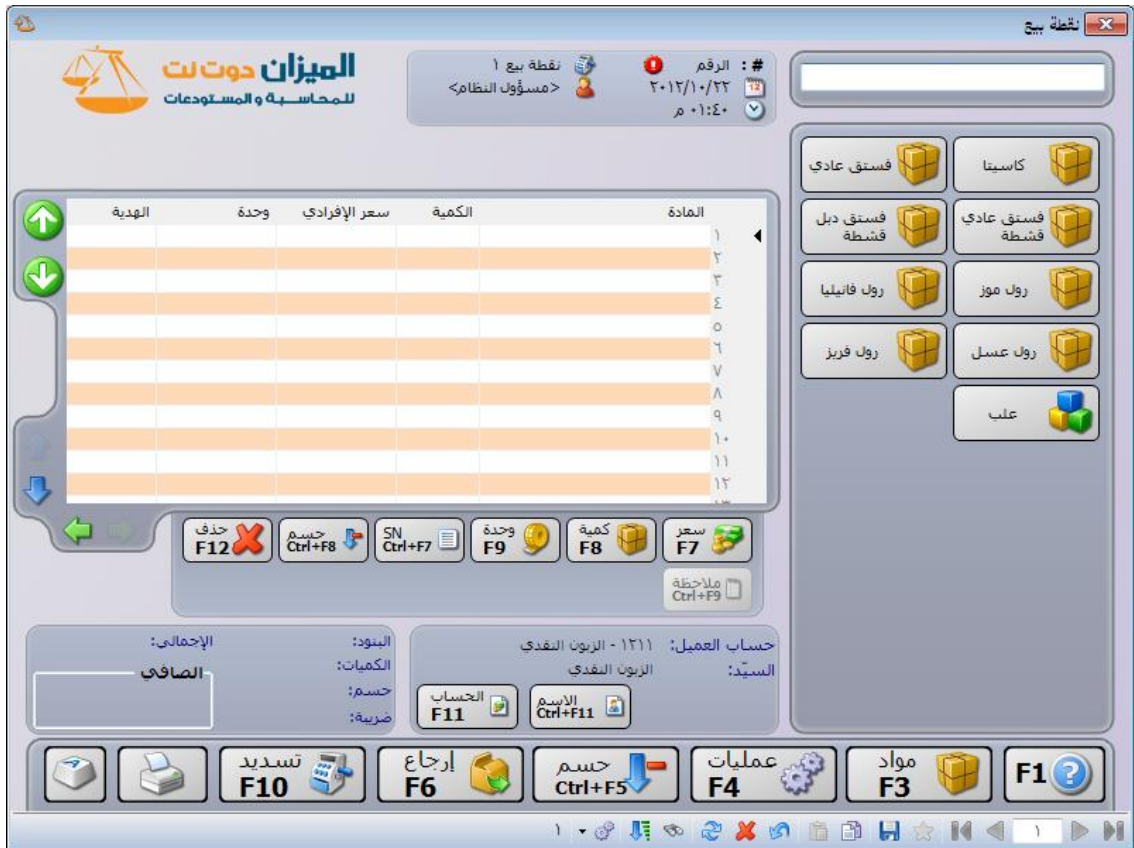 نقطة بيع
الميزان دوت نت
للمحاسبة والمستودعات
# : الرقم
٢٠١٢/١٠/٢٢
٠١:٤٠ م
نقطة بيع ١
<مسؤول النظام>
كاسيتا
فستق عادي
فستق عادي قشطة
فستق دبل قشطة
رول موز
رول فانيليا
رول عسل
رول فريز
علب
المادة الكمية سعر الإفرادي وحدة الهدية
١
٢
٣
٤
٥
٦
٧
٨
٩
١٠
١١
١٢
١٣
سعر F7
كمية F8
وحدة F9
SN Ctrl+F7
حسم Ctrl+F8
حذف F12
ملاحظة Ctrl+F9
حساب العميل: ١٢١١ - الزبون النقدي
السيّد: الزبون النقدي
الاسم Ctrl+F11
الحساب F11
البنود:
الكميات:
حسم:
ضريبة:
الإجمالي:
الصافي
F1
مواد F3
عمليات F4
حسم Ctrl+F5
إرجاع F6
تسديد F10
A
١
١